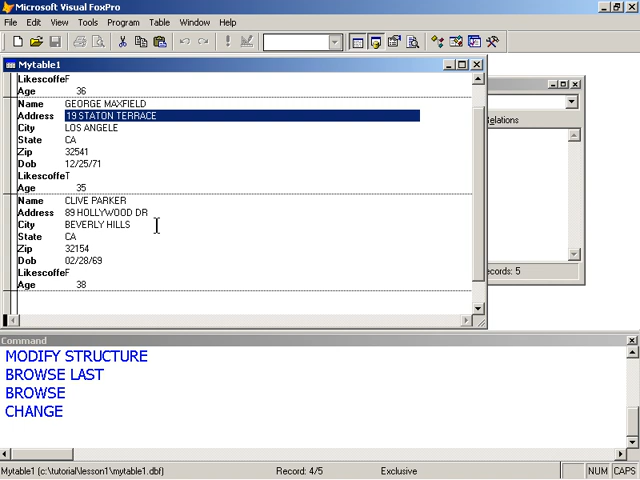 Microsoft Visual FoxPro
File Edit View Tools Program Table Window Help
Mytable1
LikescoffeF
Age 36
Name GEORGE MAXFIELD
Address 19 STATON TERRACE
City LOS ANGELE
State CA
Zip 32541
Dob 12/25/71
LikescoffeT
Age 35
Name CLIVE PARKER
Address 89 HOLLYWOOD DR
City BEVERLY HILLS
State CA
Zip 32154
Dob 02/28/69
LikescoffeF
Age 38
Relations
ecords: 5
Command
MODIFY STRUCTURE
BROWSE LAST
BROWSE
CHANGE
Mytable1 (c:\tutorial\lesson1\mytable1.dbf) Record: 4/5 Exclusive NUM CAPS